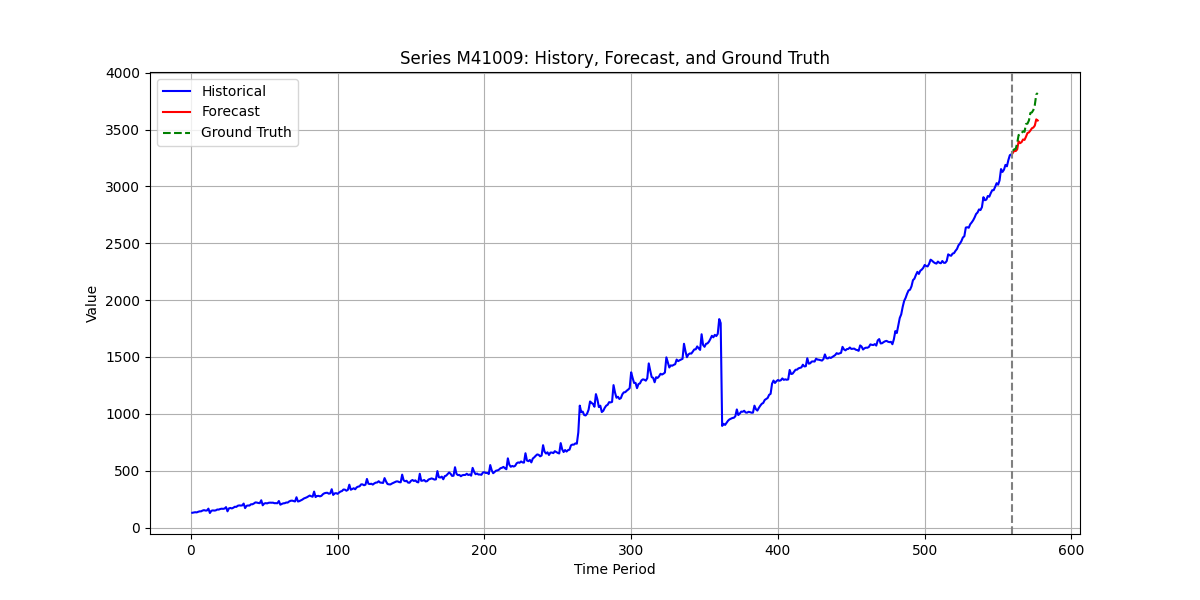 Series M41009: History, Forecast, and Ground Truth
Historical
Forecast
Ground Truth
4000
3500
3000
2500
2000
1500
1000
500
0
Value
0 100 200 300 400 500 600
Time Period